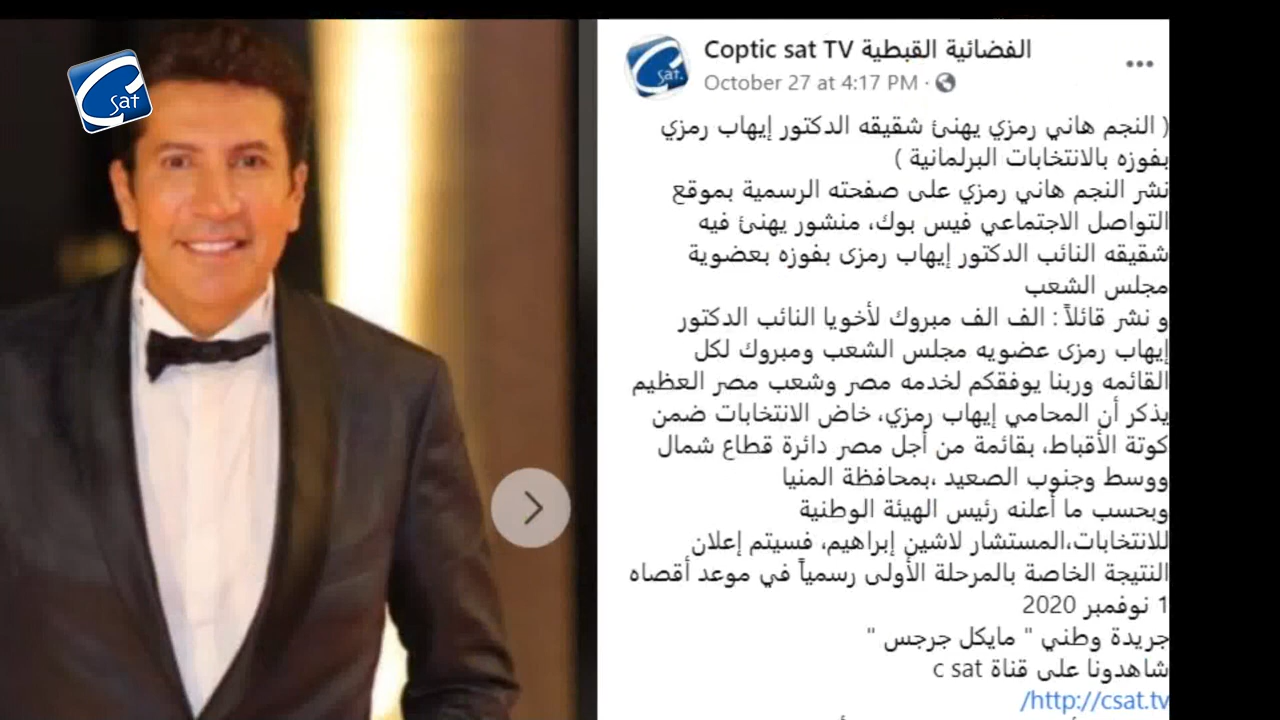 C
Sat
Coptic sat TV الفضائية القبطية
October 27 at 4:17 PM ·
( النجم هاني رمزي يهنئ شقيقه الدكتور إيهاب رمزي
بفوزه بالانتخابات البرلمانية )
نشر النجم هاني رمزي على صفحته الرسمية بموقع
التواصل الاجتماعي فيس بوك، منشور يهنئ فيه
شقيقه النائب الدكتور إيهاب رمزى بفوزه بعضوية
مجلس الشعب
و نشر قائلاً : الف الف مبروك لأخويا النائب الدكتور
إيهاب رمزى عضويه مجلس الشعب ومبروك لكل
القائمه وربنا يوفقكم لخدمه مصر وشعب مصر العظيم
يذكر أن المحامي إيهاب رمزي، خاض الانتخابات ضمن
كوتة الأقباط، بقائمة من أجل مصر دائرة قطاع شمال
ووسط وجنوب الصعيد ،بمحافظة المنيا
وبحسب ما أعلنه رئيس الهيئة الوطنية
للانتخابات،المستشار لاشين إبراهيم، فسيتم إعلان
النتيجة الخاصة بالمرحلة الأولى رسمياً في موعد أقصاه
1 نوفمبر 2020
جريدة وطني " مايكل جرجس "
شاهدونا على قناة c sat
http://csat.tv/